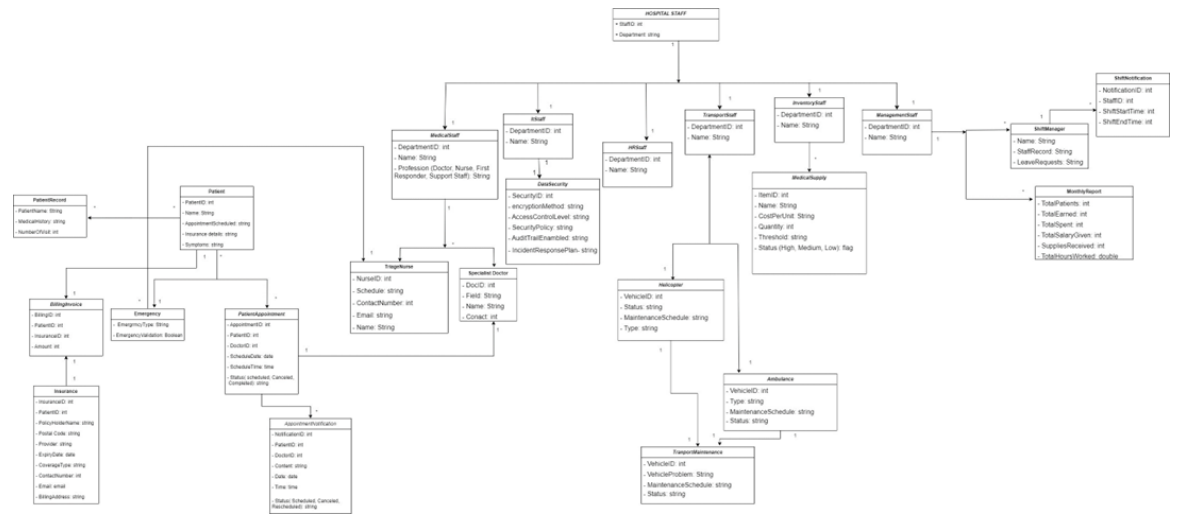 HOSPITAL STAFF
+ StaffID: int
+ Department: string
1
1
1
1
1
1
1
MedicalStaff
- DepartmentID: int
- Name: String
- Profession (Doctor, Nurse, First
Responder, Support Staff): String
ItStaff
- DepartmentID: int
- Name: String
HRStaff
- DepartmentID: int
- Name: String
TransportStaff
- DepartmentID: int
- Name: String
InventoryStaff
- DepartmentID: int
- Name: String
ManagementStaff
- DepartmentID: int
- Name: String
ShiftNotification
- NotificationID: int
- StaffID: int
- ShiftStartTime: int
- ShiftEndTime: int
ShiftManager
- Name: String
- StaffRecord: String
- LeaveRequests: String
MonthlyReport
- TotalPatients: int
- TotalEarned: int
- TotalSpent: int
- TotalSalaryGiven: int
- SuppliesReceived: int
- TotalHoursWorked: double
DataSecurity
- SecurityID: int
- encryptionMethod: string
- AccessControlLevel: string
- SecurityPolicy: string
- AuditTrailEnambled: string
- IncidentResponsePlan- string
MedicalSupply
- ItemID: int
- Name: String
- CostPerUnit: String
- Quantity: int
- Threshold: string
- Status (High, Medium, Low): flag
PatientRecord
- PatientName: String
- MedicalHistory: string
- NumberOfVisit: int
Patient
- PatientID: int
- Name: String
- AppointmentScheduled: string
- Insurance details: string
- Symptoms: string
TriageNurse
- NurseID: int
- Schedule: string
- ContactNumber: int
- Email: string
- Name: String
Specialist Doctor
- DocID: int
- Field: String
- Name: String
- Conact: int
Helicopter
- VehicleID: int
- Status: string
- MaintenanceSchedule: string
- Type: string
BillingInvoice
- BillingID: int
- PatientID: int
- InsuranceID: int
- Amount: int
Emergency
- EmergencyValidation: Boolean
PatientAppointment
- AppointmentID: int
- PatientID: int
- DoctorID: int
- ScheduleDate: date
- ScheduleTime: time
- Status: scheduled, Canceled,
Completed): string
Ambulance
- VehicleID: int
- Type: string
- MaintenanceSchedule: string
- Status: string
Insurance
- InsuranceID: int
- PatientID: int
- PolicyHolderName: String
- Postal Code: string
- Provider: string
- ExpiryDate: date
- CoverageType: string
- ContactNumber: int
- Email: email
- BillingAddress: string
AppointmentNotification
- NotificationID: int
- PatientID: int
- DoctorID: int
- Content: string
- Date: date
- Time: time
- Status( Scheduled, Canceled,
Rescheduled): string
TranportMaintenance
- VehicleID: int
- VehicleProblem: String
- MaintenanceSchedule: string
- Status: string